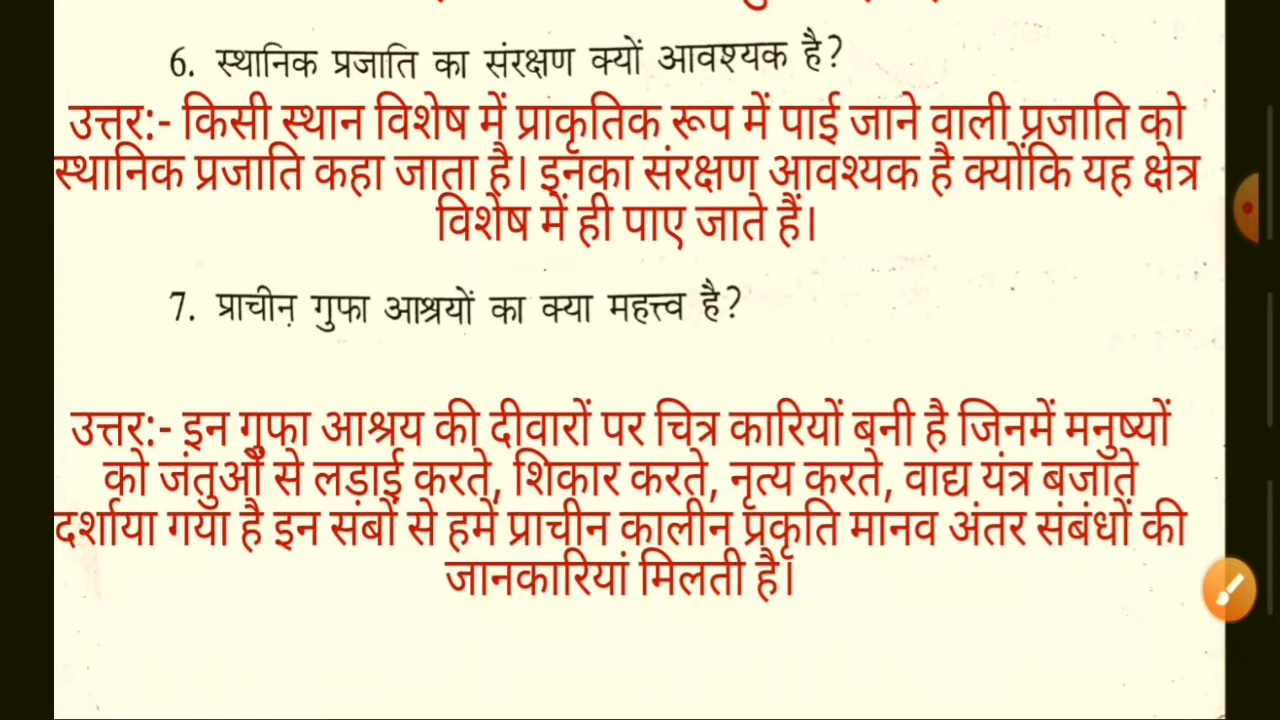 6. स्थानिक प्रजाति का संरक्षण क्यों आवश्यक है?
उत्तर:- किसी स्थान विशेष में प्राकृतिक रूप में पाई जाने वाली प्रजाति को
स्थानिक प्रजाति कहा जाता है। इनका संरक्षण आवश्यक है क्योंकि यह क्षेत्र
विशेष में ही पाए जाते हैं।
7. प्राचीन गुफा आश्रयों का क्या महत्त्व है?
उत्तर:- इन गुफा आश्रय की दीवारों पर चित्र कारियों बनी है जिनमें मनुष्यों
को जंतुओं से लड़ाई करते, शिकार करते, नृत्य करते, वाद्य यंत्र बजाते
दर्शाया गया है इन संबों से हमें प्राचीन कालीन प्रकृति मानव अंतर संबंधों की
जानकारियां मिलती है।